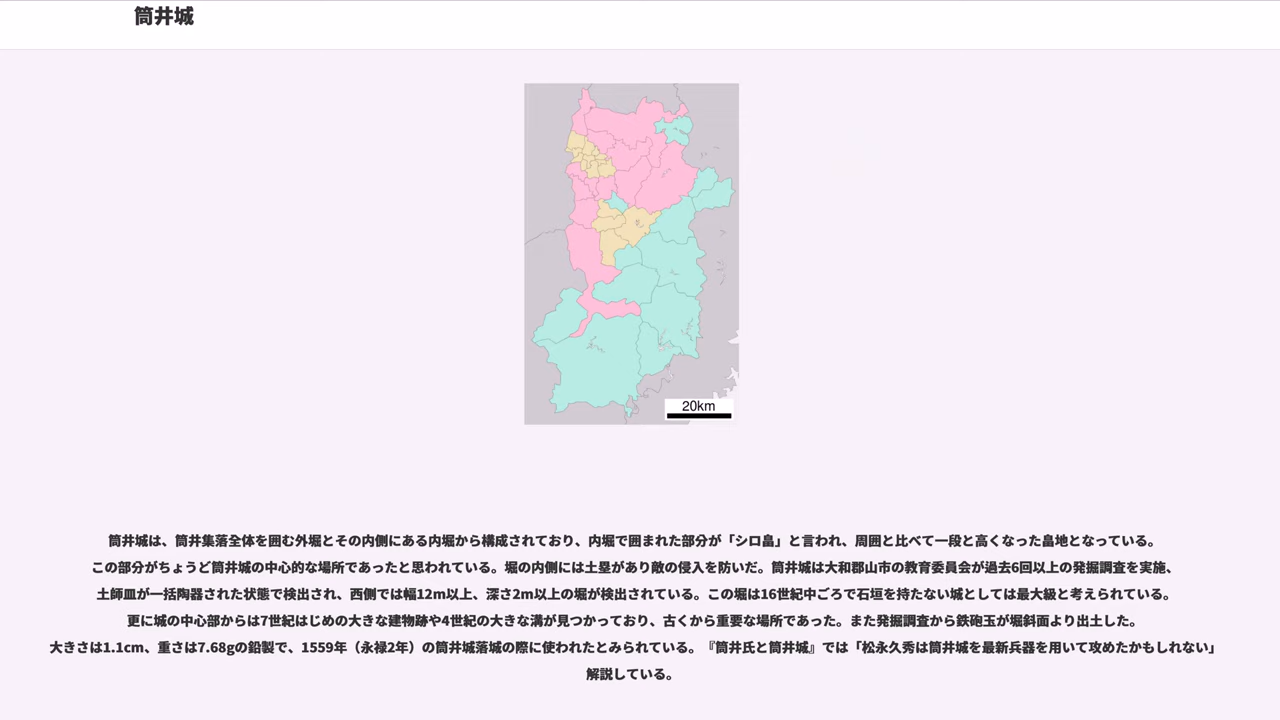 筒井城
20km
筒井城は、筒井集落全体を囲む外堀とその内側にある内堀から構成されており、内堀で囲まれた部分が「シロ畠」と言われ、周囲と比べて一段と高くなった畠地となっている。
この部分がちょうど筒井城の中心的な場所であったと思われている。堀の内側には土塁があり敵の侵入を防いだ。筒井城は大和郡山市の教育委員会が過去6回以上の発掘調査を実施、
土師皿が一括陶器された状態で検出され、西側では幅12m以上、深さ2m以上の堀が検出されている。この堀は16世紀中ごろで石垣を持たない城としては最大級と考えられている。
更に城の中心部からは7世紀はじめの大きな建物跡や4世紀の大きな溝が見つかっており、古くから重要な場所であった。また発掘調査から鉄砲玉が堀斜面より出土した。
大きさは1.1cm、重さは7.68gの鉛製で、1559年（永禄2年）の筒井城落城の際に使われたとみられている。『筒井氏と筒井城』では「松永久秀は筒井城を最新兵器を用いて攻めたかもしれない」
解説している。